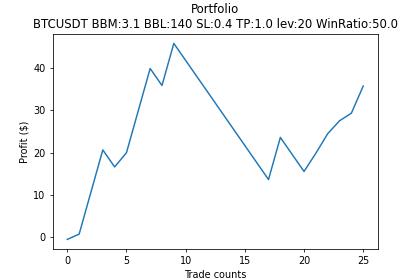 Portfolio
BTCUSDT BBM:3.1 BBL:140 SL:0.4 TP:1.0 lev:20 WinRatio:50.0
Profit ($)
40
30
20
10
0
0 5 10 15 20 25
Trade counts